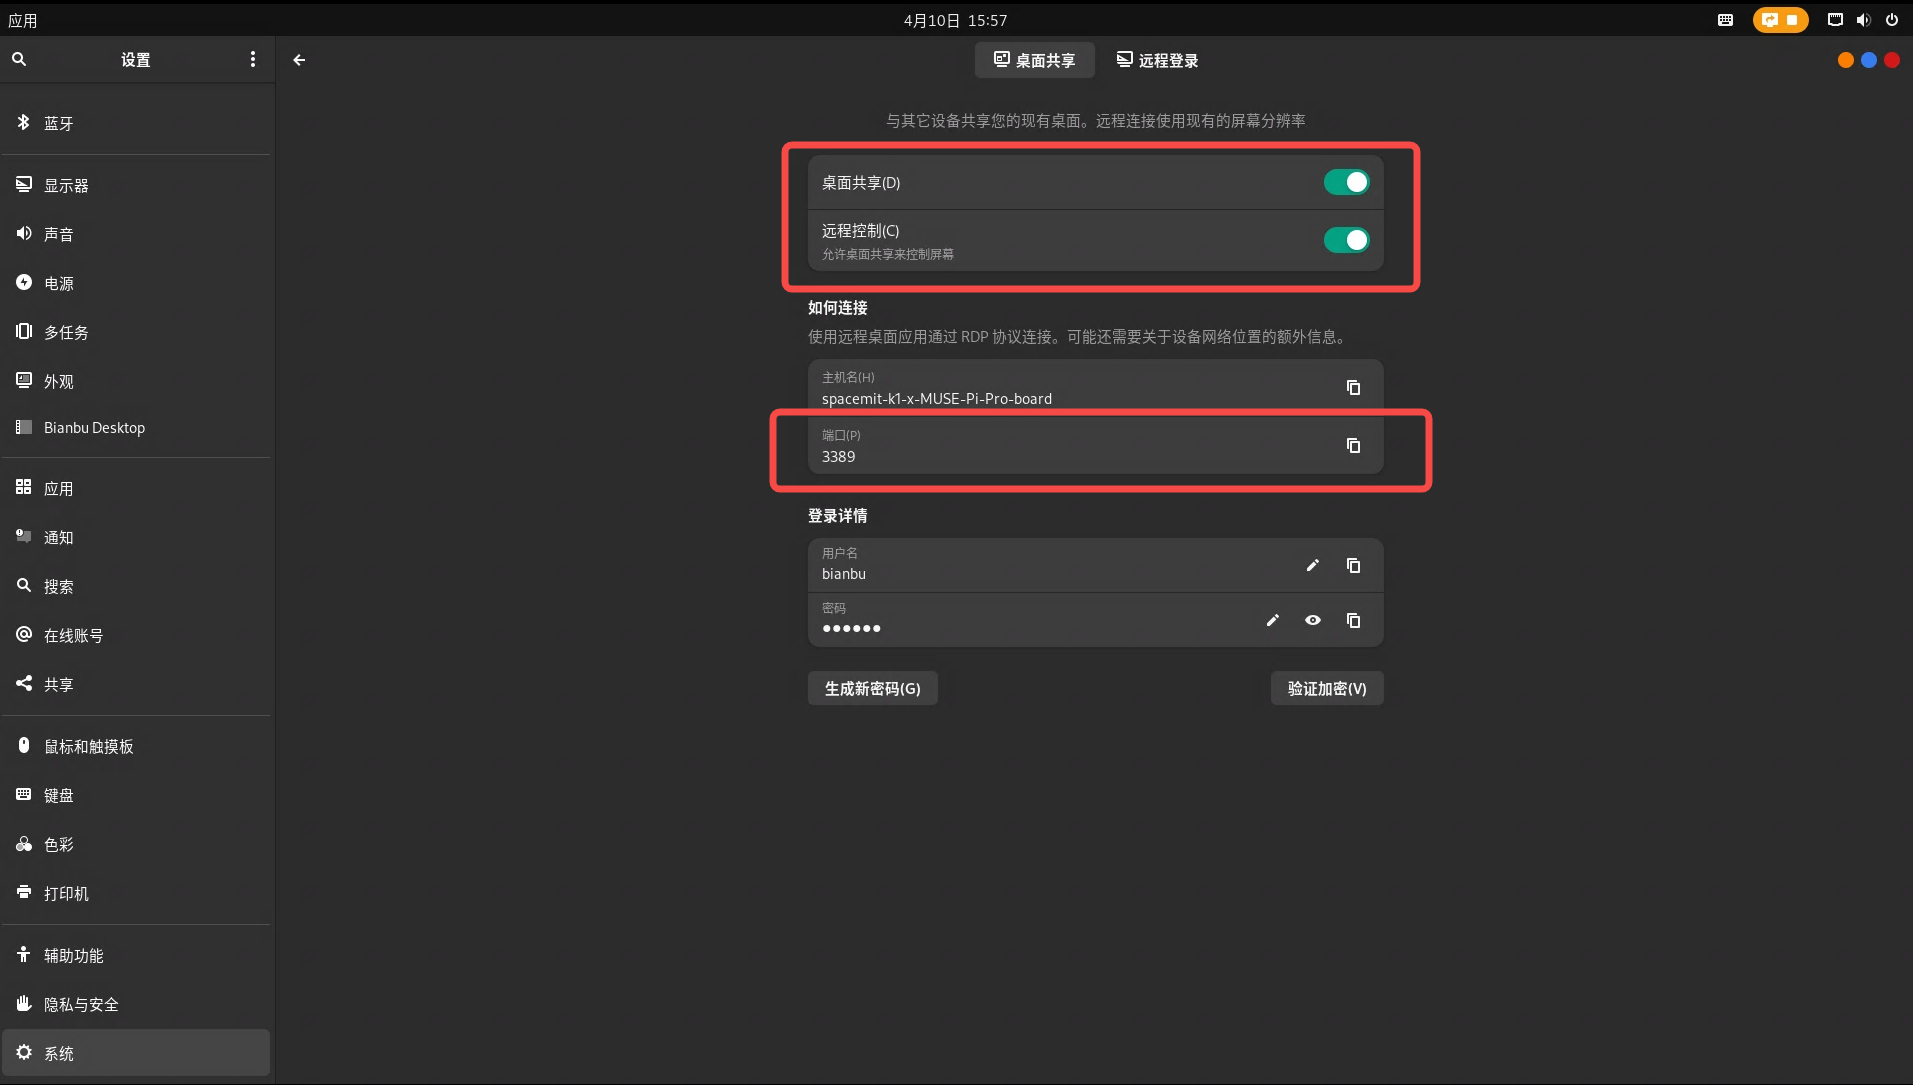 应用
4月10日 15:57
设置
桌面共享
远程登录
蓝牙
显示器
声音
电源
多任务
外观
Bianbu Desktop
应用
通知
搜索
在线账号
共享
鼠标和触摸板
键盘
色彩
打印机
辅助功能
隐私与安全
系统
与其它设备共享您的现有桌面。远程连接使用现有的屏幕分辨率
桌面共享(D)
远程控制(C)
允许桌面共享来控制屏幕
如何连接
使用远程桌面应用通过 RDP 协议连接。可能还需要关于设备网络位置的额外信息。
主机名(H)
spacemit-k1-x-MUSE-Pi-Pro-board
端口(P)
3389
登录详情
用户名
bianbu
密码
●●●●●●
生成新密码(G)
验证加密(V)